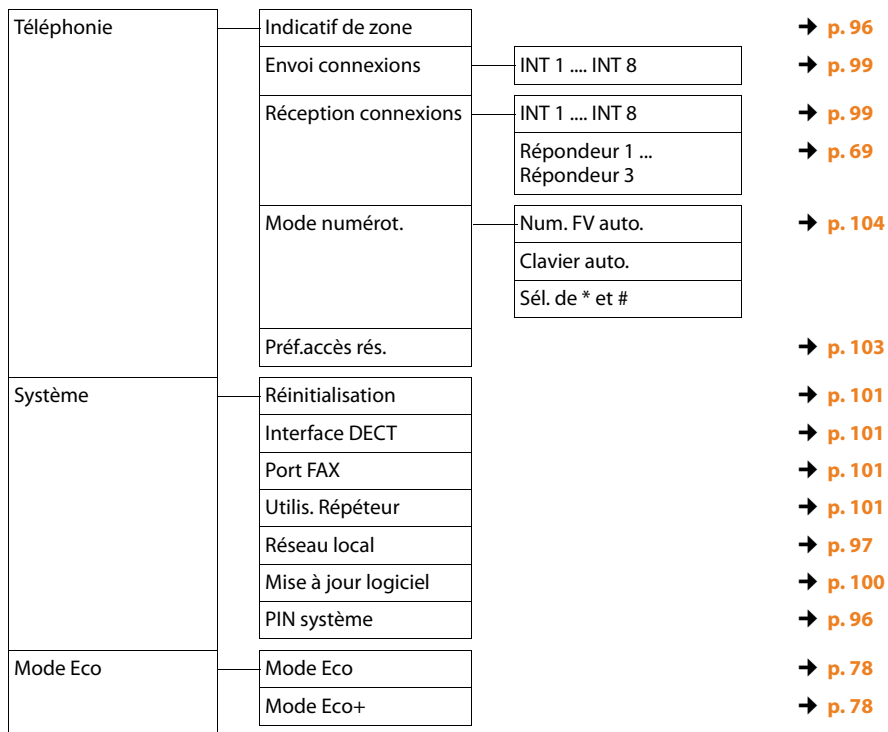 Téléphonie Indicatif de zone ➔ p. 96
Envoi connexions INT 1 .... INT 8 ➔ p. 99
Réception connexions INT 1 .... INT 8 ➔ p. 99
Répondeur 1 ... ➔ p. 69
Répondeur 3
Mode numérot. Num. FV auto. ➔ p. 104
Clavier auto.
Sél. de * et #
Préf.accès rés. ➔ p. 103
Système Réinitialisation ➔ p. 101
Interface DECT ➔ p. 101
Port FAX ➔ p. 101
Utilis. Répéteur ➔ p. 101
Réseau local ➔ p. 97
Mise à jour logiciel ➔ p. 100
PIN système ➔ p. 96
Mode Eco Mode Eco ➔ p. 78
Mode Eco+ ➔ p. 78